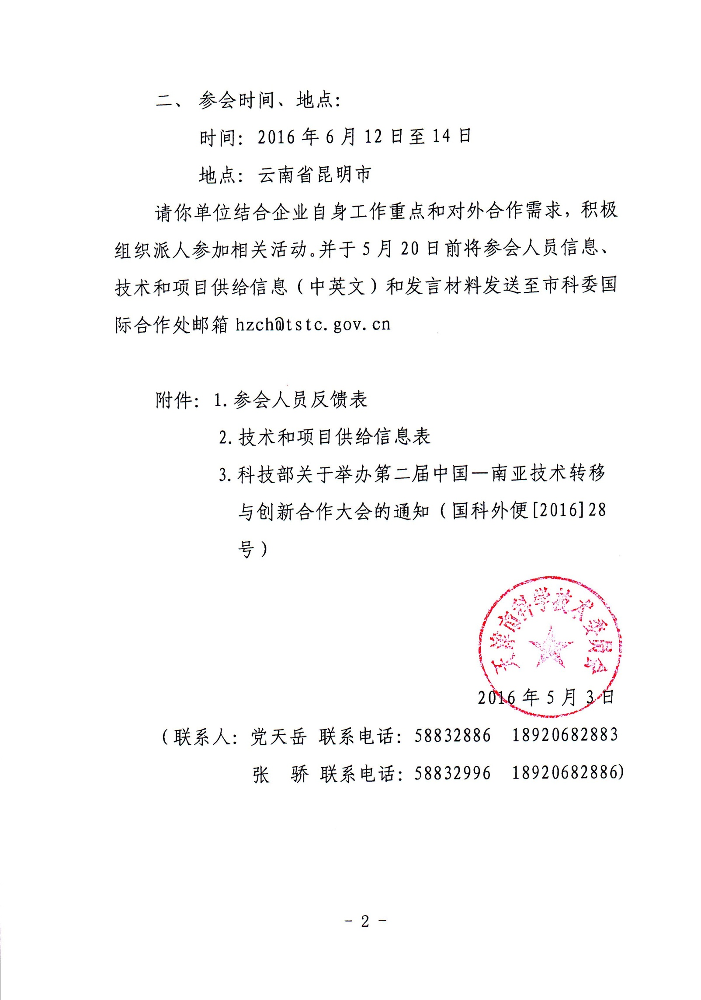 二、 参会时间、地点：
时间：2016年6月12日至14日
地点：云南省昆明市
请你单位结合企业自身工作重点和对外合作需求，积极
组织派人参加相关活动。并于5月20日前将参会人员信息、
技术和项目供给信息（中英文）和发言材料发送至市科委国
际合作处邮箱hzch@tstc.gov.cn
附件：1.参会人员反馈表
2.技术和项目供给信息表
3.科技部关于举办第二届中国—南亚技术转移
与创新合作大会的通知（国科外便[2016]28
号）
天津市科学技术委员会
2016年5月3日
（联系人：党天岳 联系电话：58832886 18920682883
张 骄 联系电话：58832996 18920682886)
- 2 -